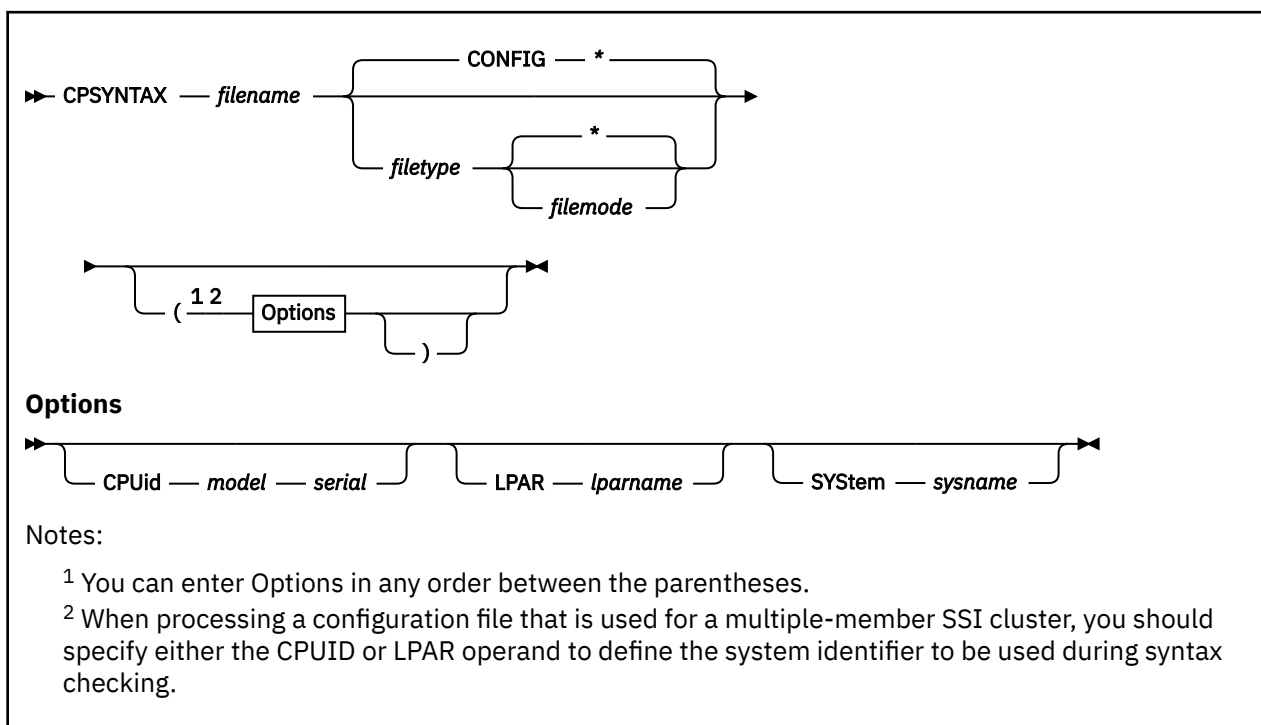 CONFIG *
CPSYNTAX filename
*
filetype
filemode
( 1 2 Options
)
Options
CPUid model serial LPAR lparname SYStem sysname
Notes:
1 You can enter Options in any order between the parentheses.
2 When processing a configuration file that is used for a multiple-member SSI cluster, you should
specify either the CPUID or LPAR operand to define the system identifier to be used during syntax
checking.